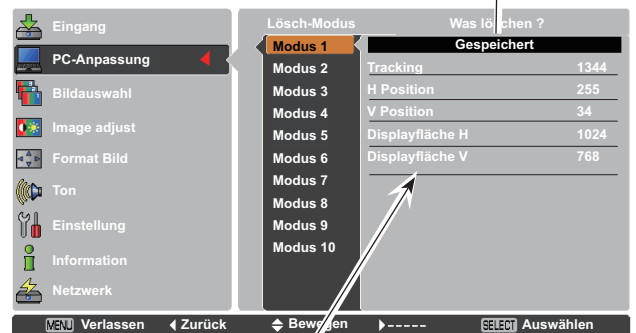 Eingang
PC-Anpassung
Bildauswahl
Image adjust
Format Bild
Ton
Einstellung
Information
Netzwerk
Lösch-Modus
Modus 1
Modus 2
Modus 3
Modus 4
Modus 5
Modus 6
Modus 7
Modus 8
Modus 9
Modus 10
Was löschen ?
Gespeichert
Tracking 1344
H Position 255
V Position 34
Displayfläche H 1024
Displayfläche V 768
MENU Verlassen Zurück Bewegen ----- SELECT Auswählen